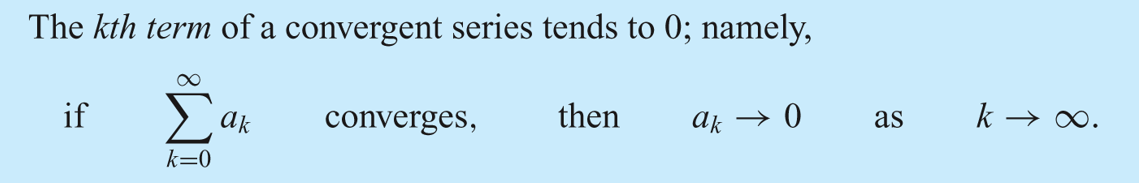 The kth term of a convergent series tends to 0; namely,
if ∑_{k=0}^{∞} a_k converges, then a_k → 0 as k → ∞.